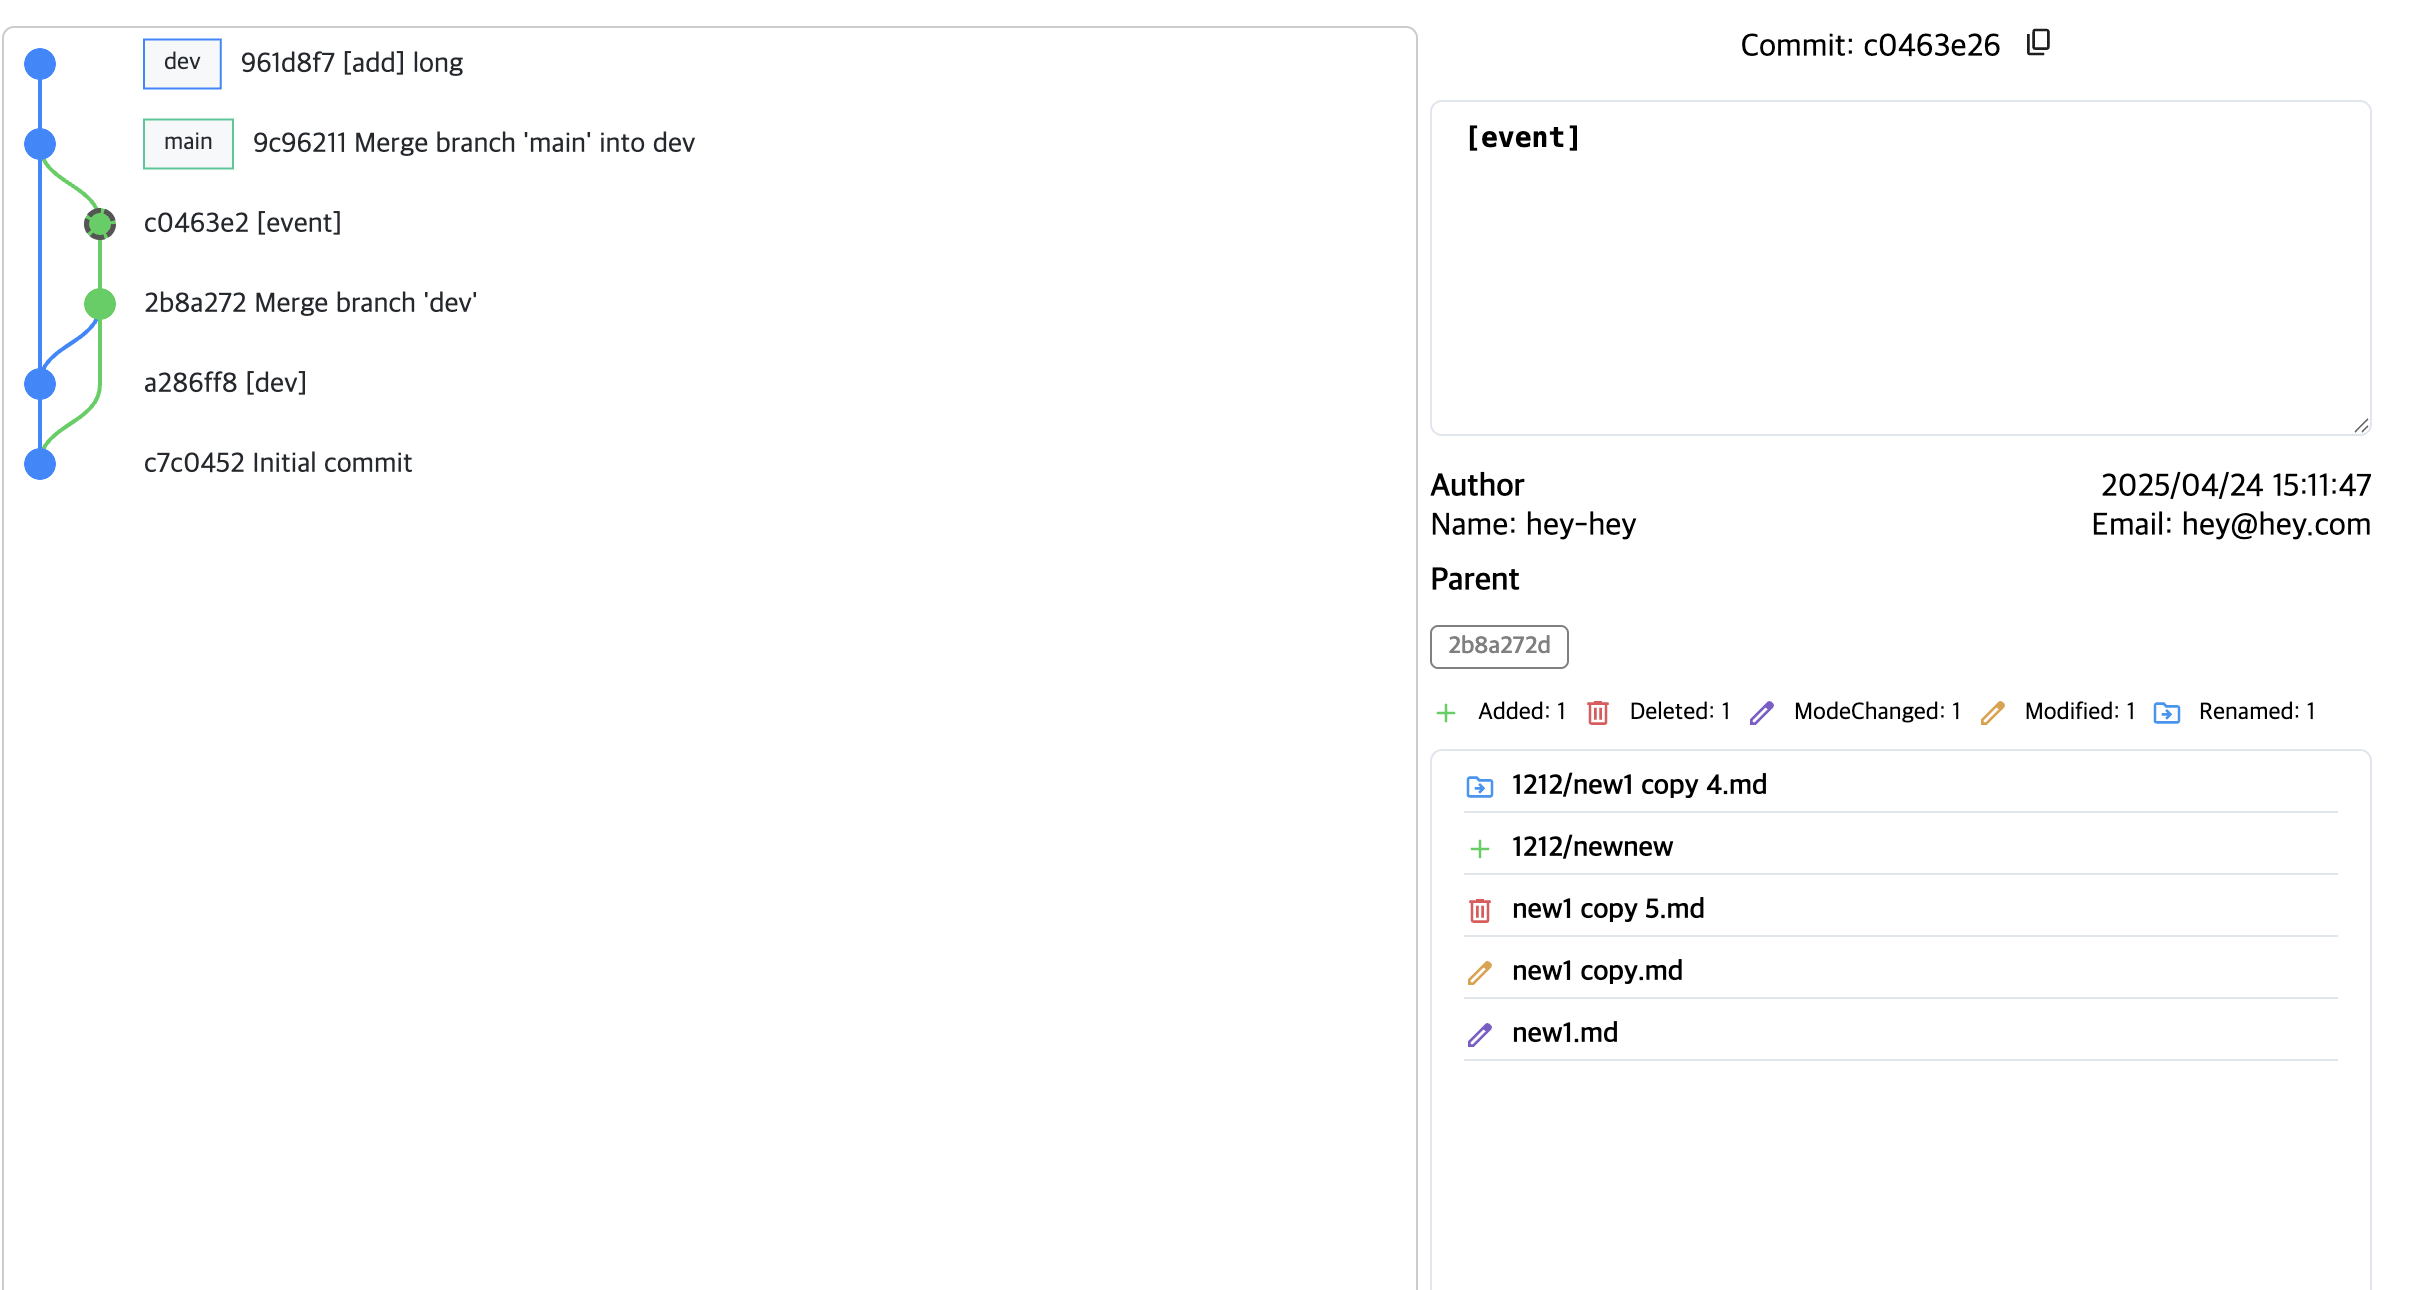 dev 961d8f7 [add] long
main 9c96211 Merge branch 'main' into dev
c0463e2 [event]
2b8a272 Merge branch 'dev'
a286ff8 [dev]
c7c0452 Initial commit
Commit: c0463e26
[event]
Author 2025/04/24 15:11:47
Name: hey-hey Email: hey@hey.com
Parent
2b8a272d
Added: 1 Deleted: 1 ModeChanged: 1 Modified: 1 Renamed: 1
1212/new1 copy 4.md
1212/newnew
new1 copy 5.md
new1 copy.md
new1.md